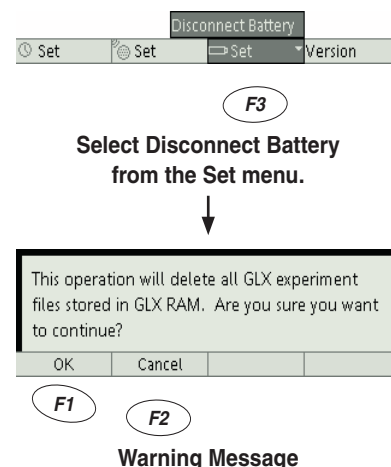 Disconnect Battery
Set Set Set Version
F3
Select Disconnect Battery
from the Set menu.
This operation will delete all GLX experiment
files stored in GLX RAM. Are you sure you want
to continue?
OK Cancel
F1
F2
Warning Message